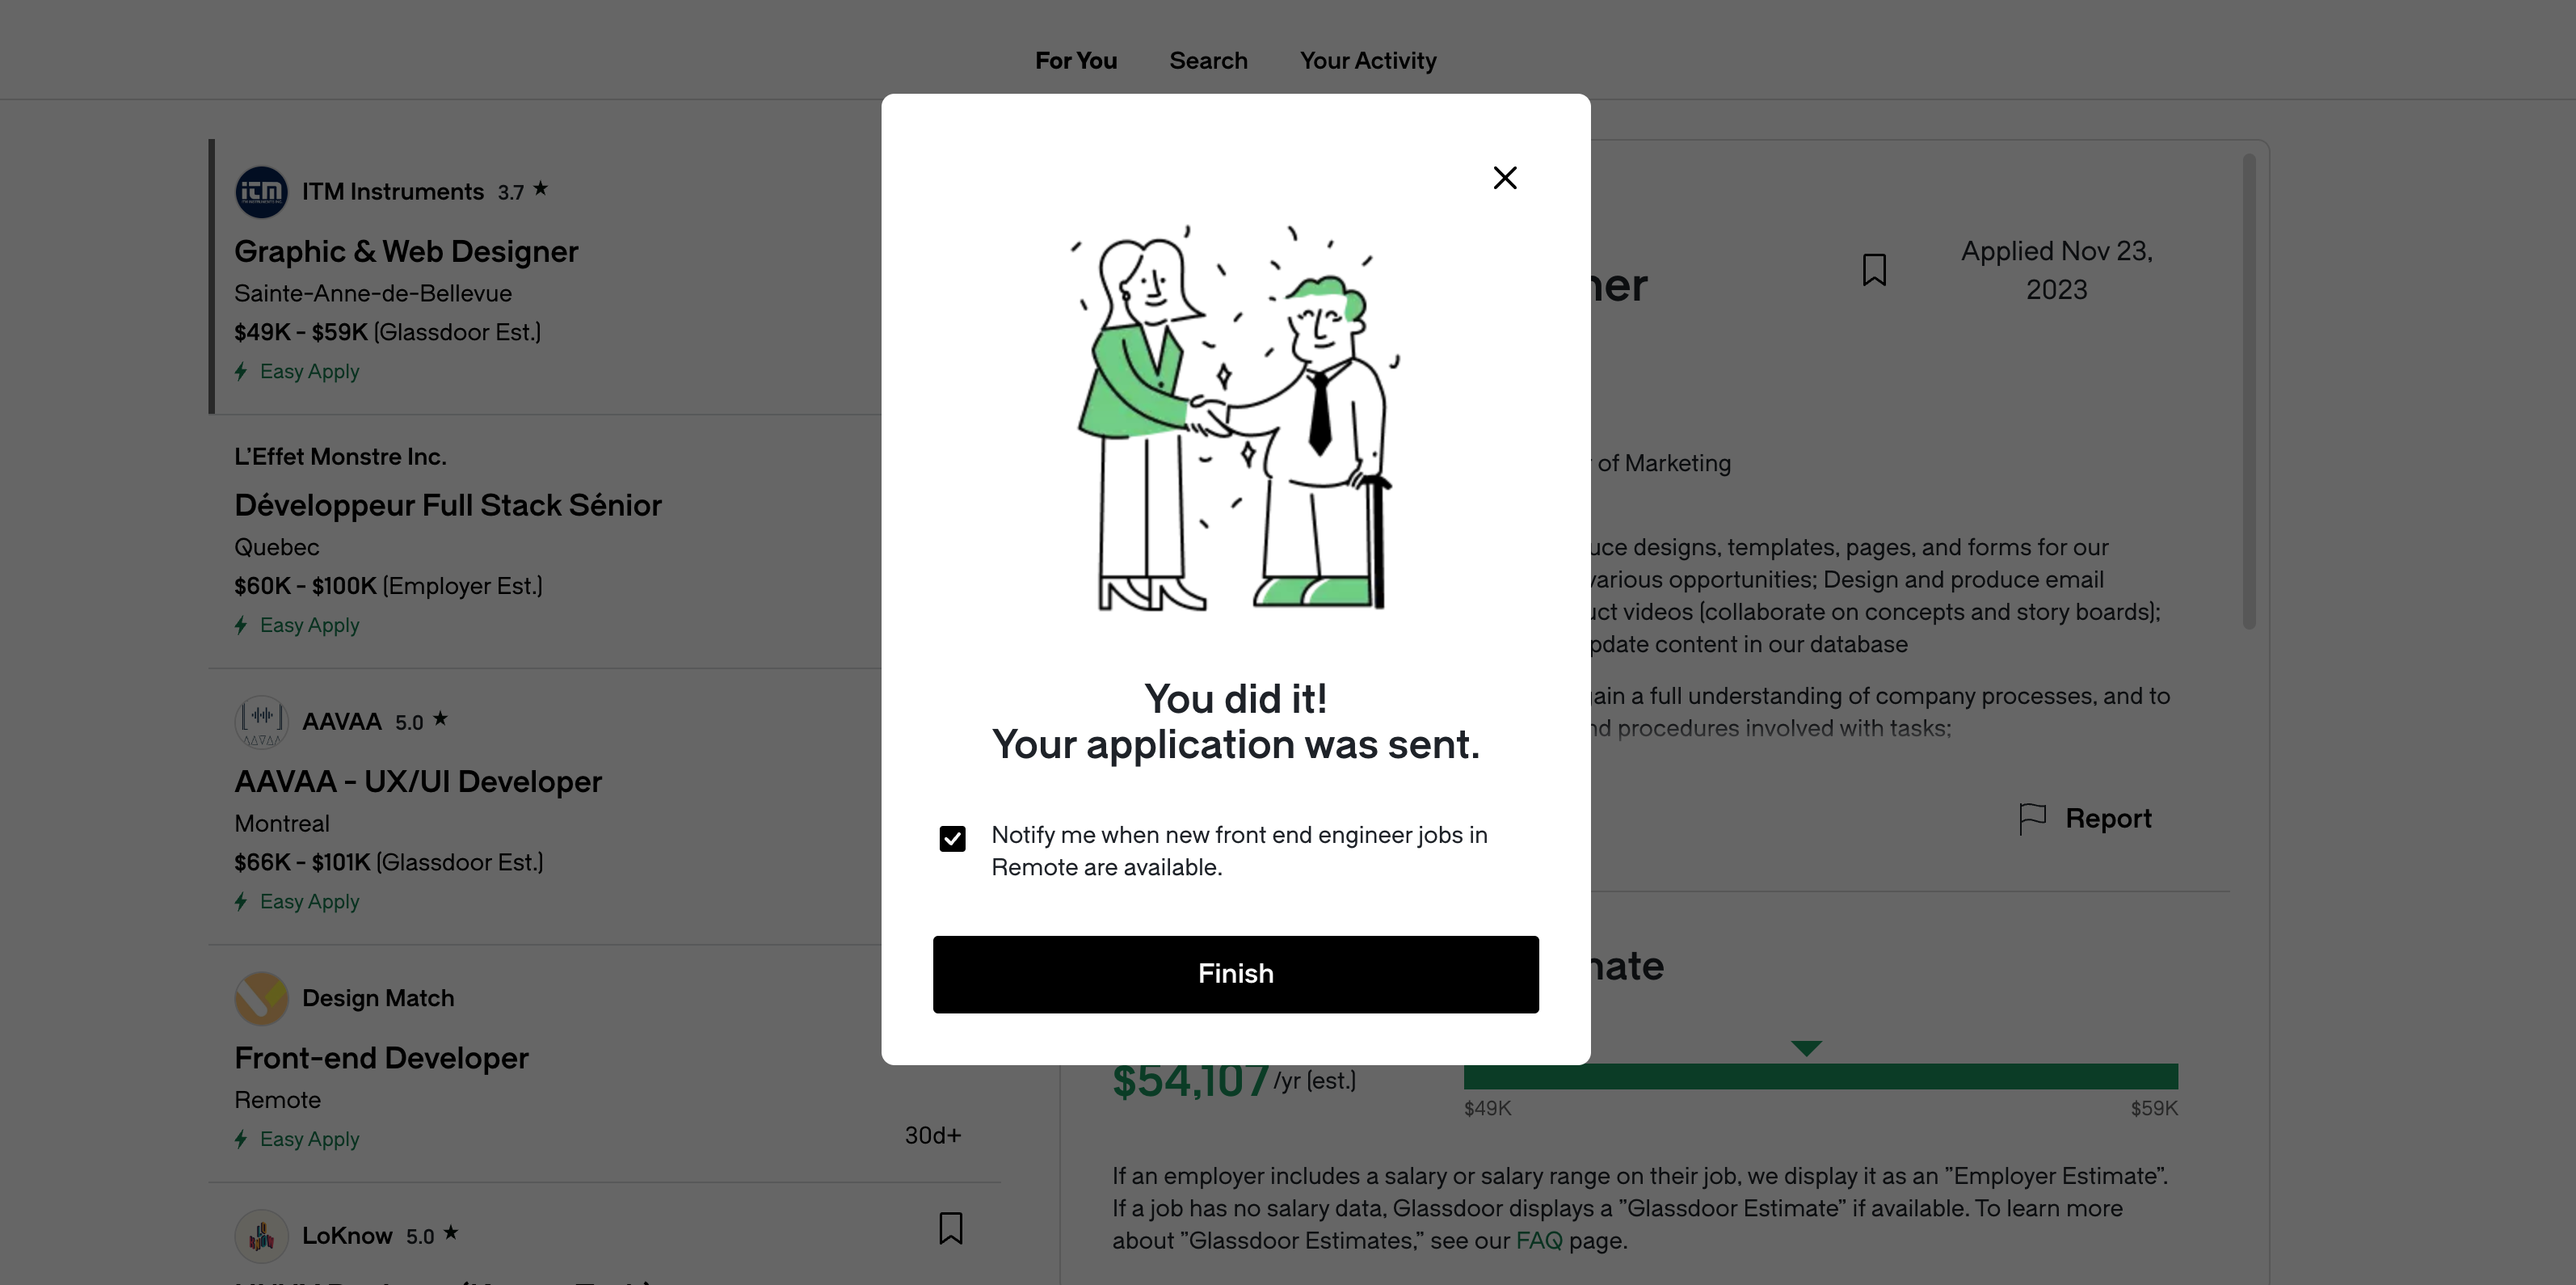 For You
Search
Your Activity
itm
ITM Instruments 3.7 ★
Graphic & Web Designer
Sainte-Anne-de-Bellevue
$49K - $59K (Glassdoor Est.)
Easy Apply
L'Effet Monstre Inc.
Développeur Full Stack Sénior
Quebec
$60K - $100K (Employer Est.)
Easy Apply
AAVAA 5.0 ★
AAVAA - UX/UI Developer
Montreal
$66K - $101K (Glassdoor Est.)
Easy Apply
Design Match
Front-end Developer
Remote
Easy Apply
30d+
LoKnow 5.0 ★
You did it!
Your application was sent.
Notify me when new front end engineer jobs in
Remote are available.
Finish
ner
Applied Nov 23,
2023
of Marketing
uce designs, templates, pages, and forms for our
various opportunities; Design and produce email
uct videos (collaborate on concepts and story boards);
pdate content in our database
ain a full understanding of company processes, and to
nd procedures involved with tasks;
Report
nate
$54,107 /yr (est.)
$49K
$59K
If an employer includes a salary or salary range on their job, we display it as an ”Employer Estimate”.
If a job has no salary data, Glassdoor displays a ”Glassdoor Estimate” if available. To learn more
about ”Glassdoor Estimates,” see our FAQ page.